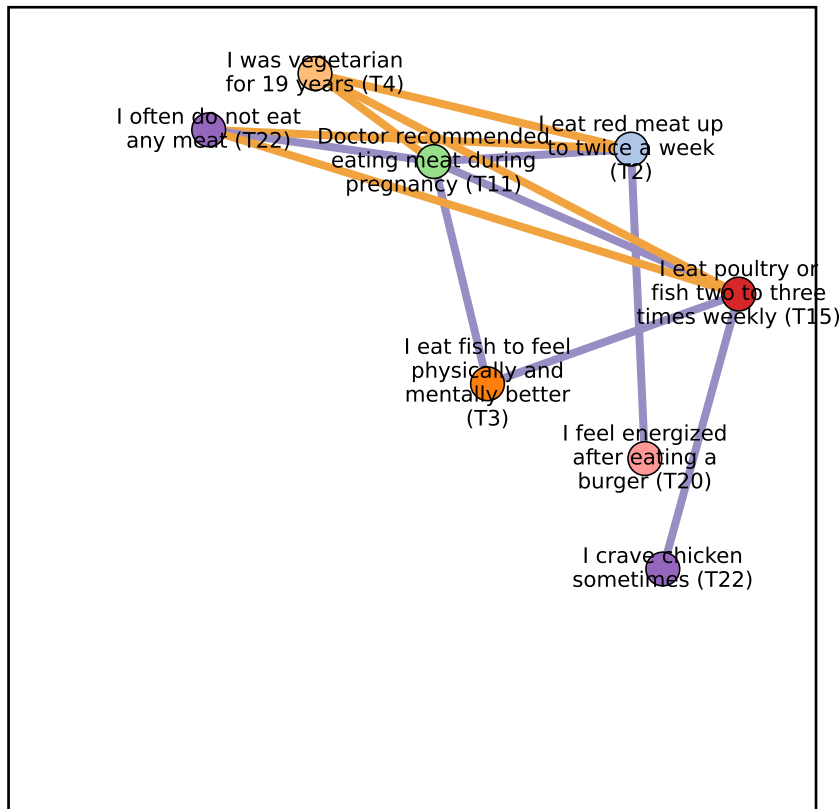 I was vegetarian
for 19 years (T4)
I often do not eat
any meat (T22)
Doctor recommended
eating meat during
pregnancy (T11)
I eat red meat up
to twice a week
(T2)
I eat poultry or
fish two to three
times weekly (T15)
I eat fish to feel
physically and
mentally better
(T3)
I feel energized
after eating a
burger (T20)
I crave chicken
sometimes (T22)